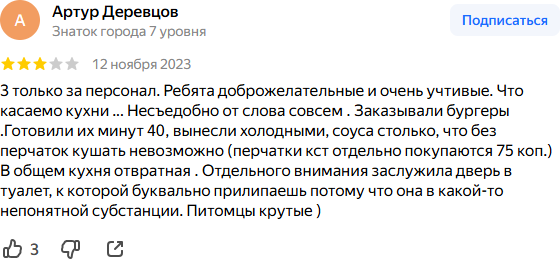 А
Артур Деревцов
Знаток города 7 уровня
Подписаться
12 ноября 2023
3 только за персонал. Ребята доброжелательные и очень учтивые. Что
касаемо кухни ... Несъедобно от слова совсем . Заказывали бургеры
.Готовили их минут 40, вынесли холодными, соуса столько, что без
перчаток кушать невозможно (перчатки кст отдельно покупаются 75 коп.)
В общем кухня отвратная . Отдельного внимания заслужила дверь в
туалет, к которой буквально прилипаешь потому что она в какой-то
непонятной субстанции. Питомцы крутые )
3